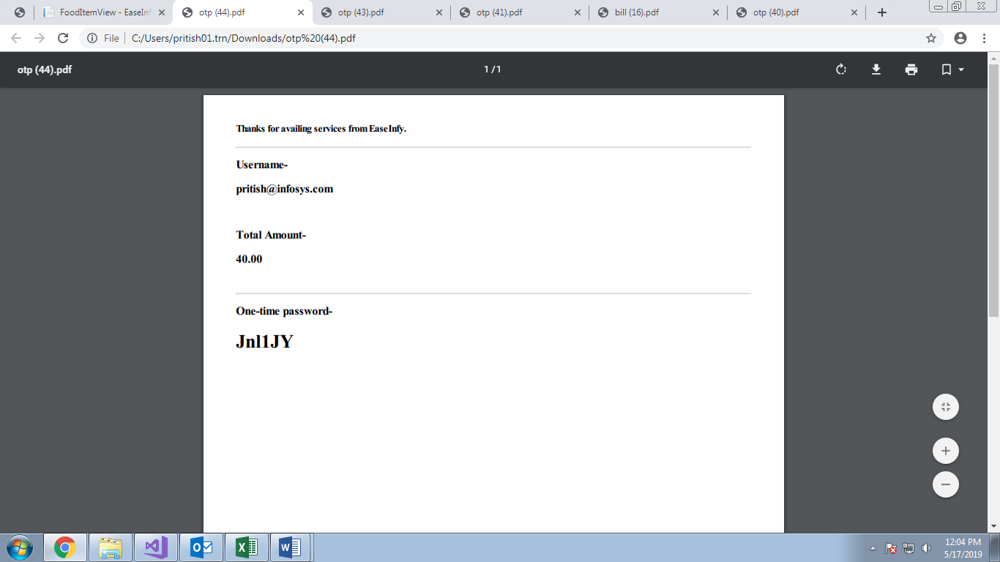 FoodItemView - EaseInf
otp (44).pdf
otp (43).pdf
otp (41).pdf
bill (16).pdf
otp (40).pdf
File
C:/Users/pritish01.trn/Downloads/otp%20(44).pdf
otp (44).pdf
1 / 1
Thanks for availing services from EaseInfy.
Username-
pritish@infosys.com
Total Amount-
40.00
One-time password-
Jnl1JY
12:04 PM
5/17/2019